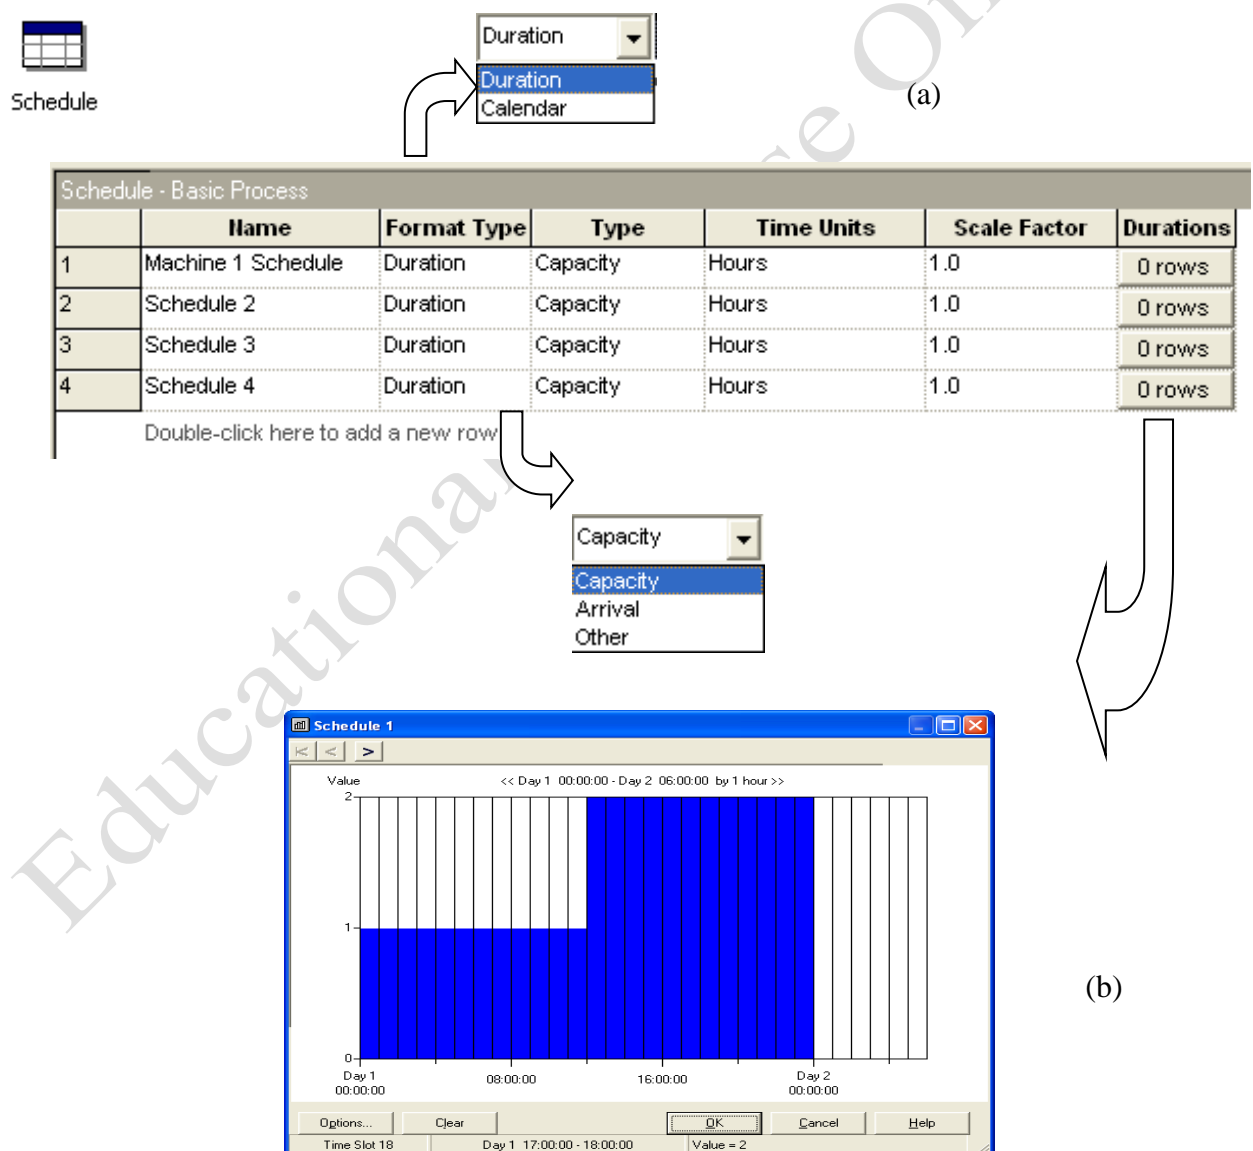 Duration
Duration
Calendar
Schedule
(a)
Schedule - Basic Process
Name Format Type Type Time Units Scale Factor Durations
1 Machine 1 Schedule Duration Capacity Hours 1.0 0 rows
2 Schedule 2 Duration Capacity Hours 1.0 0 rows
3 Schedule 3 Duration Capacity Hours 1.0 0 rows
4 Schedule 4 Duration Capacity Hours 1.0 0 rows
Double-click here to add a new row
Capacity
Capacity
Arrival
Other
Schedule 1
Value << Day 1 00:00:00 - Day 2 06:00:00 by 1 hour >>
2
1
0
Day 1 08:00:00 16:00:00 Day 2
00:00:00 00:00:00
(b)
Options... Clear OK Cancel Help
Time Slot 18 Day 1 17:00:00 - 18:00:00 Value = 2
Educational